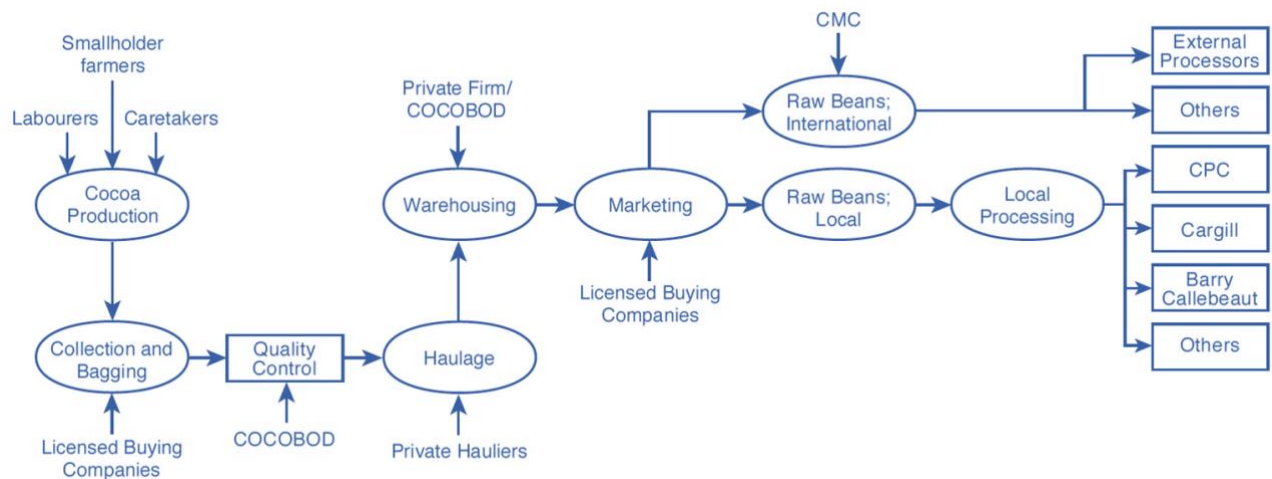 CMC
Smallholder
farmers
Labourers
Caretakers
Cocoa
Production
Collection and
Bagging
Licensed Buying
Companies
Quality
Control
COCOBOD
Haulage
Private Hauliers
Private Firm/
COCOBOD
Warehousing
Marketing
Licensed Buying
Companies
Raw Beans;
International
Raw Beans;
Local
Local
Processing
External
Processors
Others
CPC
Cargill
Barry
Callebeaut
Others